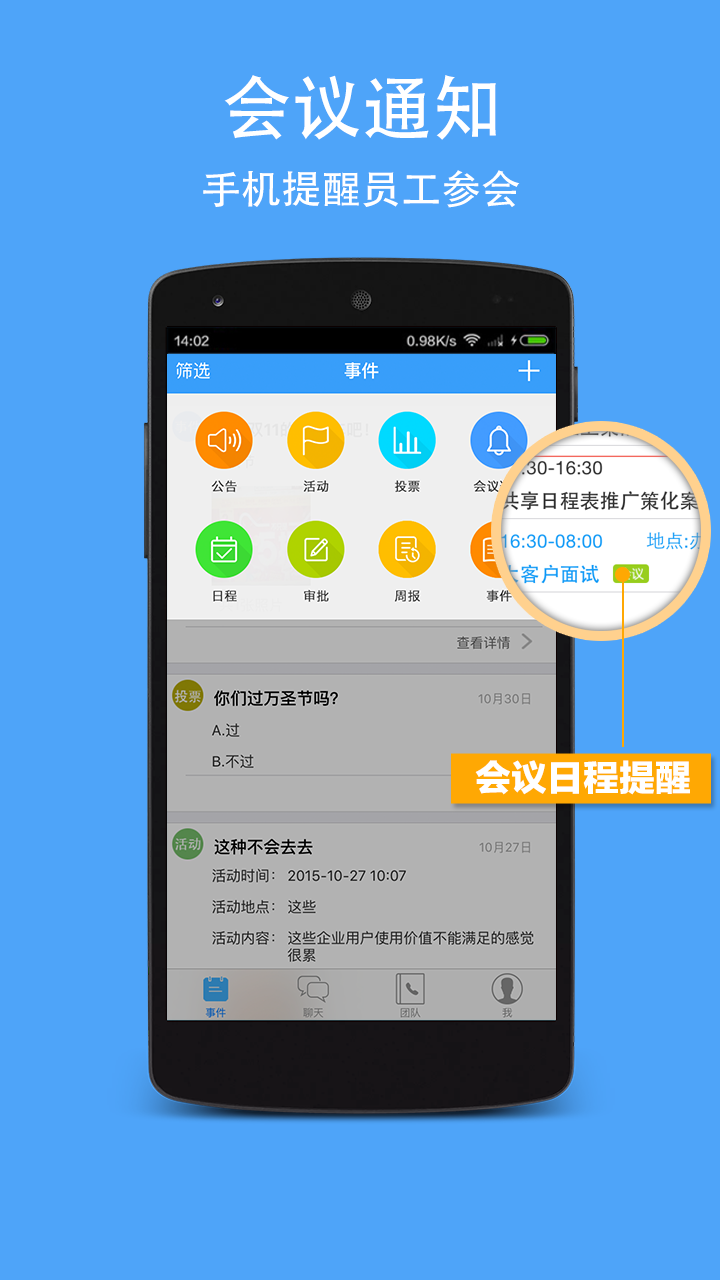 会议通知
手机提醒员工参会
14:02
0.98K/s
筛选
事件
公告
活动
投票
会议
日程
审批
周报
事件
:30-16:30
共享日程表推广策化案
16:30-08:00 地点:
客户面试
议
查看详情
投票
你们过万圣节吗?
10月30日
A.过
B.不过
会议日程提醒
活动
这种不会去去
10月27日
活动时间： 2015-10-27 10:07
活动地点： 这些
活动内容： 这些企业用户使用价值不能满足的感觉
很累
事件
聊天
团队
我